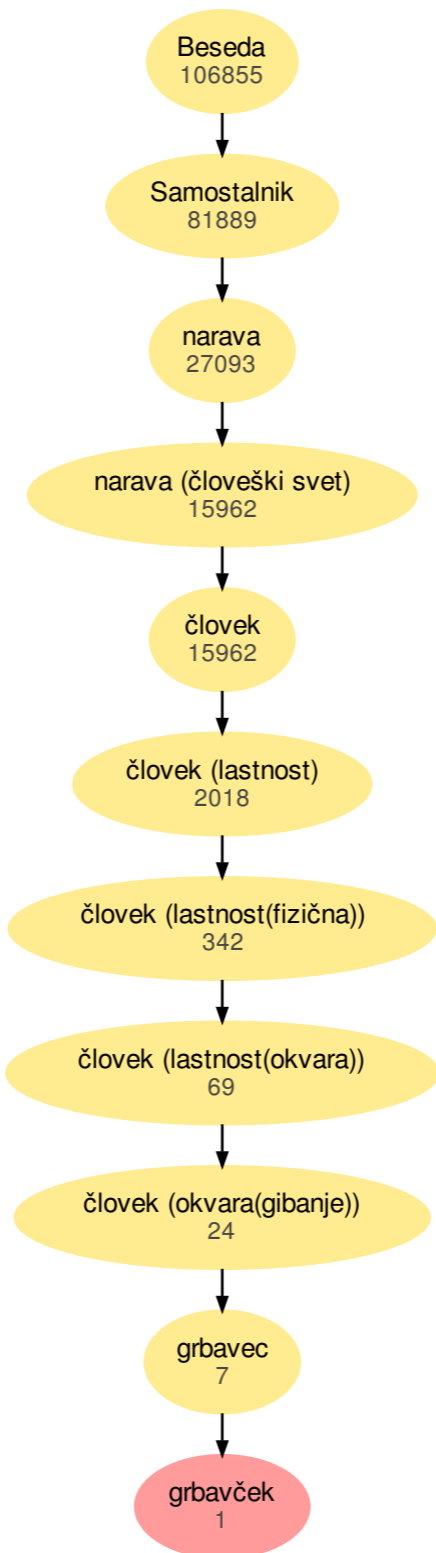 Beseda
106855
Samostalnik
81889
narava
27093
narava (človeški svet)
15962
človek
15962
človek (lastnost)
2018
človek (lastnost(fizična))
342
človek (lastnost(okvara))
69
človek (okvara(gibanje))
24
grbavec
7
grbavček
1